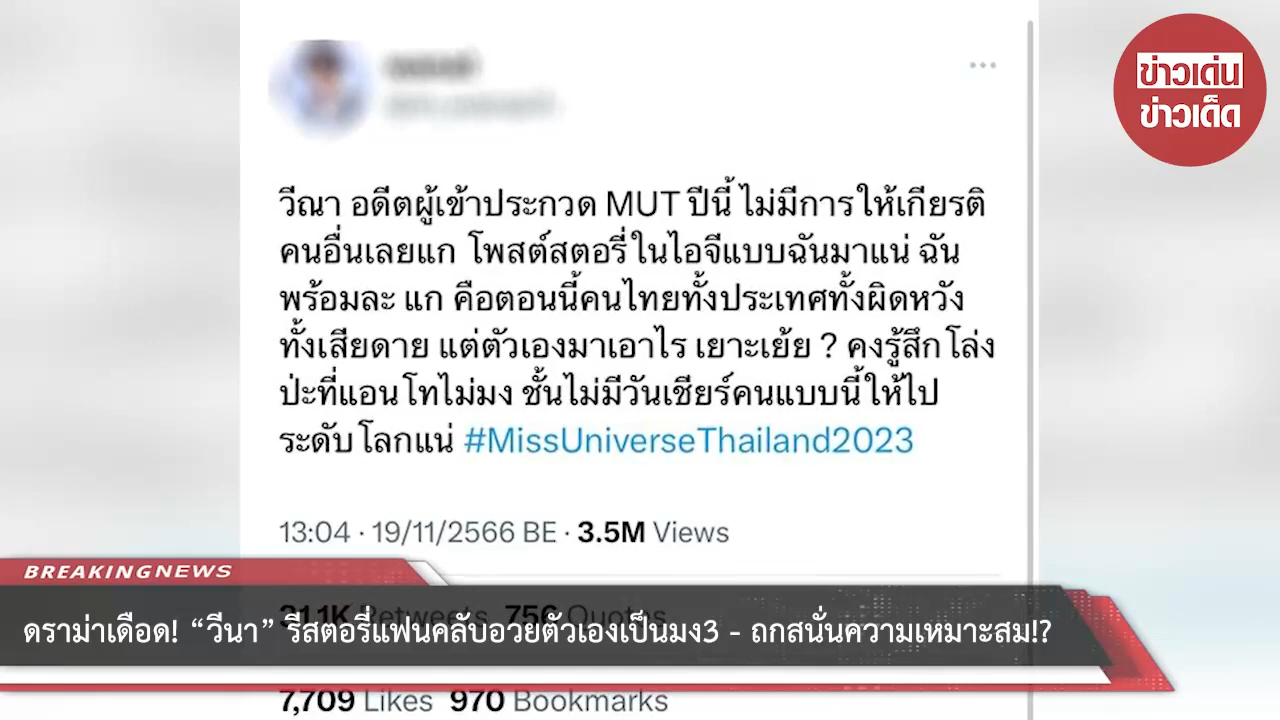 ข่าวเด่น
ข่าวเด็ด
วีณา อดีตผู้เข้าประกวด MUT ปีนี้ ไม่มีการให้เกียรติ
คนอื่นเลยแก โพสต์สตอรี่ในไอจีแบบฉันมาแน่ ฉัน
พร้อมละ แก คือตอนนี้คนไทยทั้งประเทศทั้งผิดหวัง
ทั้งเสียดาย แต่ตัวเองมาเอาไร เยาะเย้ย ? คงรู้สึกโล่ง
ป่ะที่แอนโทไม่มง ชั้นไม่มีวันเชียร์คนแบบนี้ให้ไป
ระดับโลกแน่ #MissUniverseThailand2023
13:04 · 19/11/2566 BE · 3.5M Views
BREAKINGNEWS
31.1K Retweets 756 Quotes
ดราม่าเดือด! “วีนา” รีสตอรี่แฟนคลับอวยตัวเองเป็นมง3 - ถกสนั่นความเหมาะสม!?
7,709 Likes 970 Bookmarks